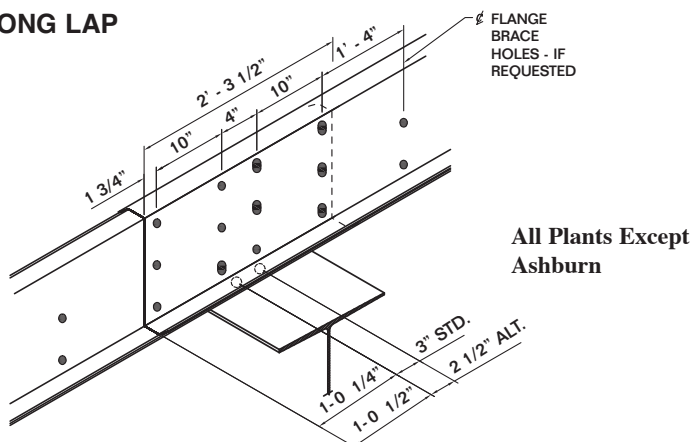 ONG LAP
₵ FLANGE
BRACE
HOLES - IF
REQUESTED
1' - 4"
2' - 3 1/2"
10"
4"
10"
1 3/4"
All Plants Except
Ashburn
3" STD.
2 1/2" ALT.
1-0 1/4"
1-0 1/2"